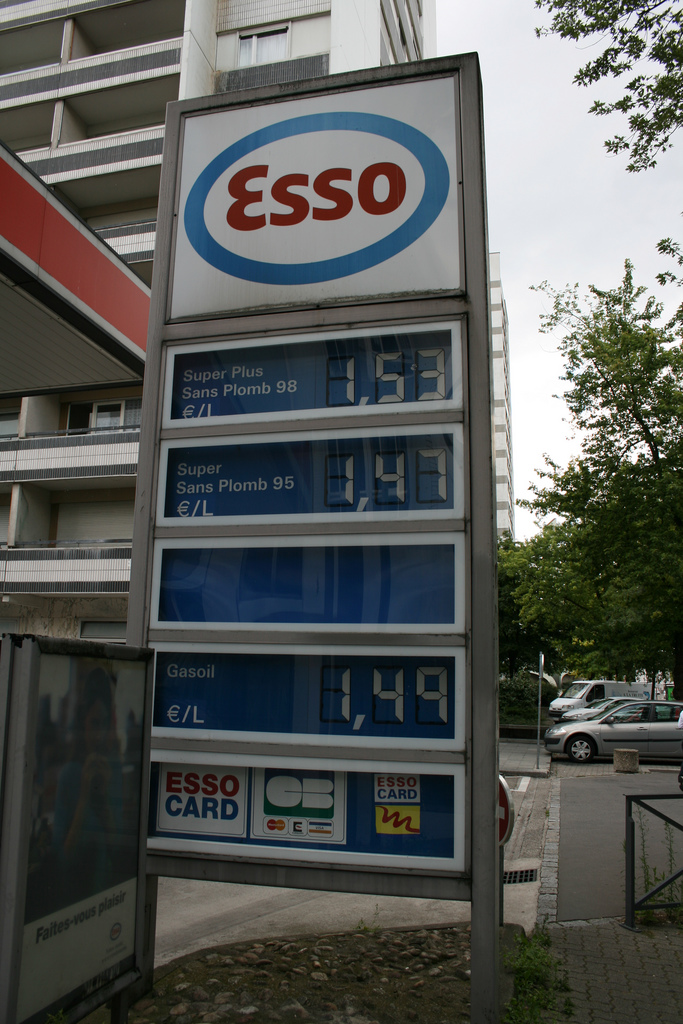 Esso
Super Plus
Sans Plomb 98
€/L
1,53
Super
Sans Plomb 95
€/L
1,47
Gasoil
€/L
1,49
ESSO
CARD
CB
ESSO
CARD
Faites-vous plaisir